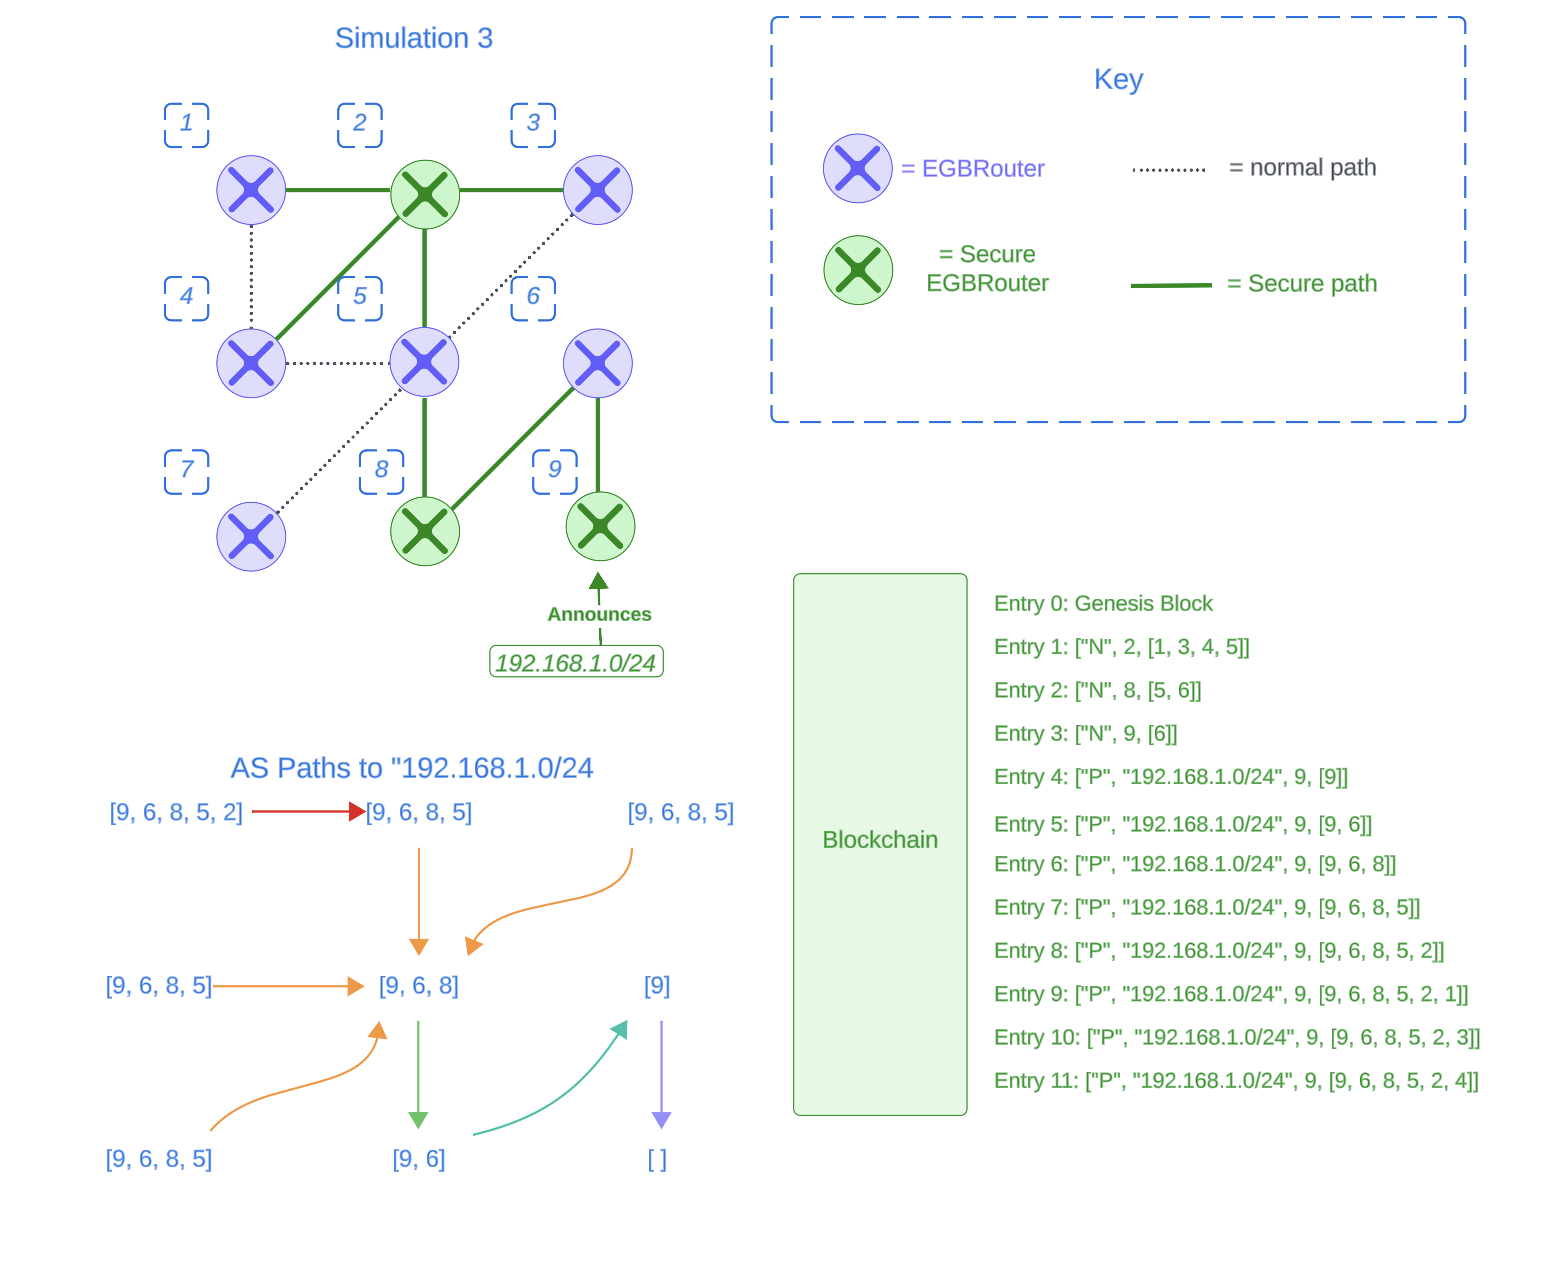 Simulation 3
1
2
3
4
5
6
7
8
9
Announces
192.168.1.0/24
Key
= EGBRouter
= normal path
= Secure
EGBRouter
= Secure path
AS Paths to "192.168.1.0/24
[9, 6, 8, 5, 2]
[9, 6, 8, 5]
[9, 6, 8, 5]
[9, 6, 8, 5]
[9, 6, 8]
[9]
[9, 6, 8, 5]
[9, 6]
[ ]
Blockchain
Entry 0: Genesis Block
Entry 1: ["N", 2, [1, 3, 4, 5]]
Entry 2: ["N", 8, [5, 6]]
Entry 3: ["N", 9, [6]]
Entry 4: ["P", "192.168.1.0/24", 9, [9]]
Entry 5: ["P", "192.168.1.0/24", 9, [9, 6]]
Entry 6: ["P", "192.168.1.0/24", 9, [9, 6, 8]]
Entry 7: ["P", "192.168.1.0/24", 9, [9, 6, 8, 5]]
Entry 8: ["P", "192.168.1.0/24", 9, [9, 6, 8, 5, 2]]
Entry 9: ["P", "192.168.1.0/24", 9, [9, 6, 8, 5, 2, 1]]
Entry 10: ["P", "192.168.1.0/24", 9, [9, 6, 8, 5, 2, 3]]
Entry 11: ["P", "192.168.1.0/24", 9, [9, 6, 8, 5, 2, 4]]